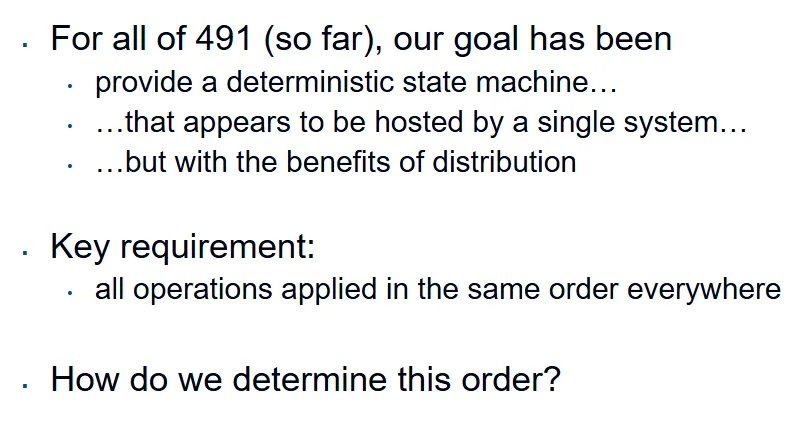 For all of 491 (so far), our goal has been
provide a deterministic state machine…
…that appears to be hosted by a single system…
…but with the benefits of distribution
Key requirement:
all operations applied in the same order everywhere
How do we determine this order?